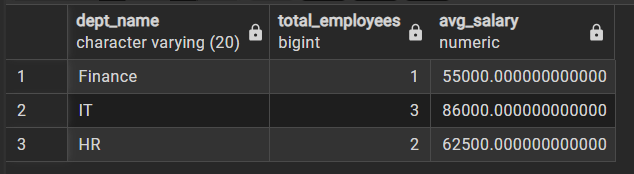 dept_name total_employees avg_salary
character varying (20) bigint numeric
1 Finance 1 55000.000000000000
2 IT 3 86000.000000000000
3 HR 2 62500.000000000000